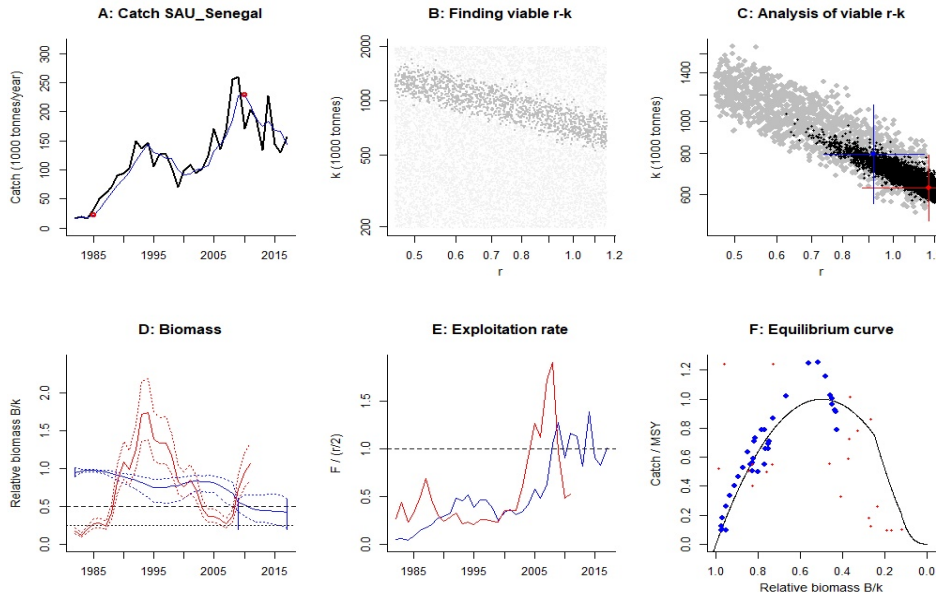 A: Catch SAU_Senegal
Catch (1000 tonnes/year)
0 50 100 150 200 250 300
1985 1995 2005 2015
B: Finding viable r-k
k (1000 tonnes)
200 500 1000 2000
0.5 0.6 0.7 0.8 1.0 1.2
r
C: Analysis of viable r-k
k (1000 tonnes)
600 800 1000 1400
0.5 0.6 0.7 0.8 1.0 1.
r
D: Biomass
Relative biomass B/k
0.0 0.5 1.0 1.5 2.0
1985 1995 2005 2015
E: Exploitation rate
F / (r/2)
0.0 0.5 1.0 1.5
1985 1995 2005 2015
F: Equilibrium curve
Catch / MSY
0.0 0.2 0.4 0.6 0.8 1.0 1.2
1.0 0.8 0.6 0.4 0.2 0.0
Relative biomass B/k